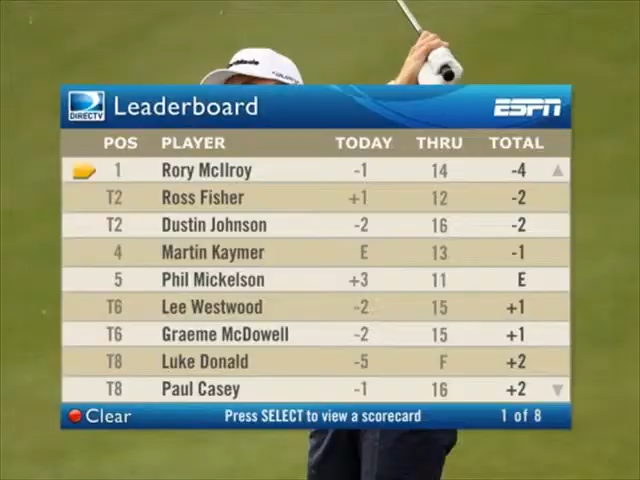 TaylorMade
DIRECTV
Leaderboard
ESPN
POS PLAYER TODAY THRU TOTAL
1 Rory McIlroy -1 14 -4
T2 Ross Fisher +1 12 -2
T2 Dustin Johnson -2 16 -2
4 Martin Kaymer E 13 -1
5 Phil Mickelson +3 11 E
T6 Lee Westwood -2 15 +1
T6 Graeme McDowell -2 15 +1
T8 Luke Donald -5 F +2
T8 Paul Casey -1 16 +2
Clear Press SELECT to view a scorecard 1 of 8